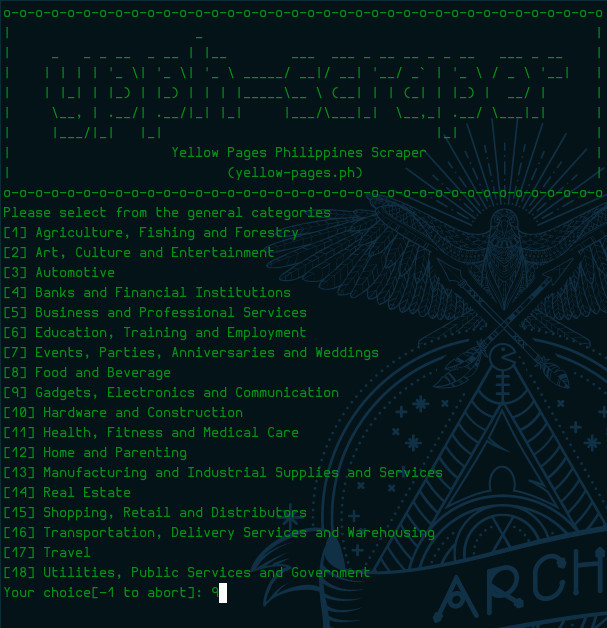 ypph-scraper
Yellow Pages Philippines Scraper
(yellow-pages.ph)
Please select from the general categories
[1] Agriculture, Fishing and Forestry
[2] Art, Culture and Entertainment
[3] Automotive
[4] Banks and Financial Institutions
[5] Business and Professional Services
[6] Education, Training and Employment
[7] Events, Parties, Anniversaries and Weddings
[8] Food and Beverage
[9] Gadgets, Electronics and Communication
[10] Hardware and Construction
[11] Health, Fitness and Medical Care
[12] Home and Parenting
[13] Manufacturing and Industrial Supplies and Services
[14] Real Estate
[15] Shopping, Retail and Distributors
[16] Transportation, Delivery Services and Warehousing
[17] Travel
[18] Utilities, Public Services and Government
Your choice[-1 to abort]: 9
ARCH